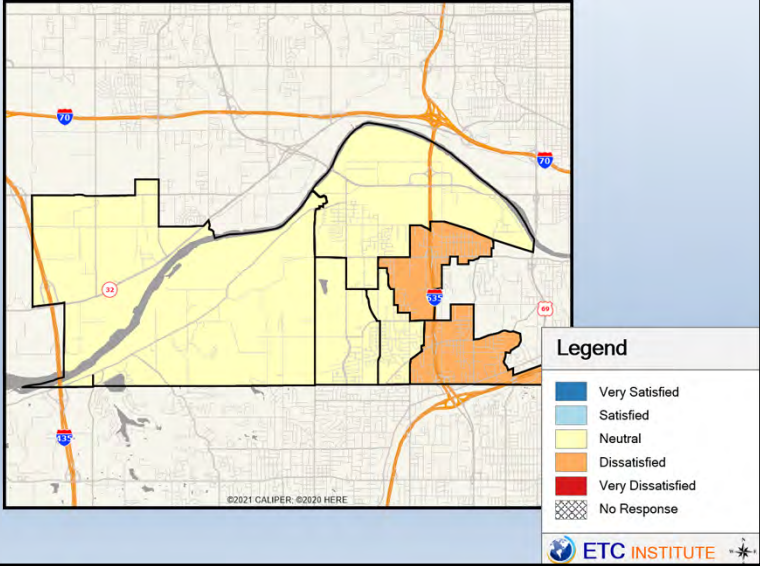 70
70
32
635
69
435
©2021 CALIPER; ©2020 HERE
Legend
Very Satisfied
Satisfied
Neutral
Dissatisfied
Very Dissatisfied
No Response
ETC INSTITUTE